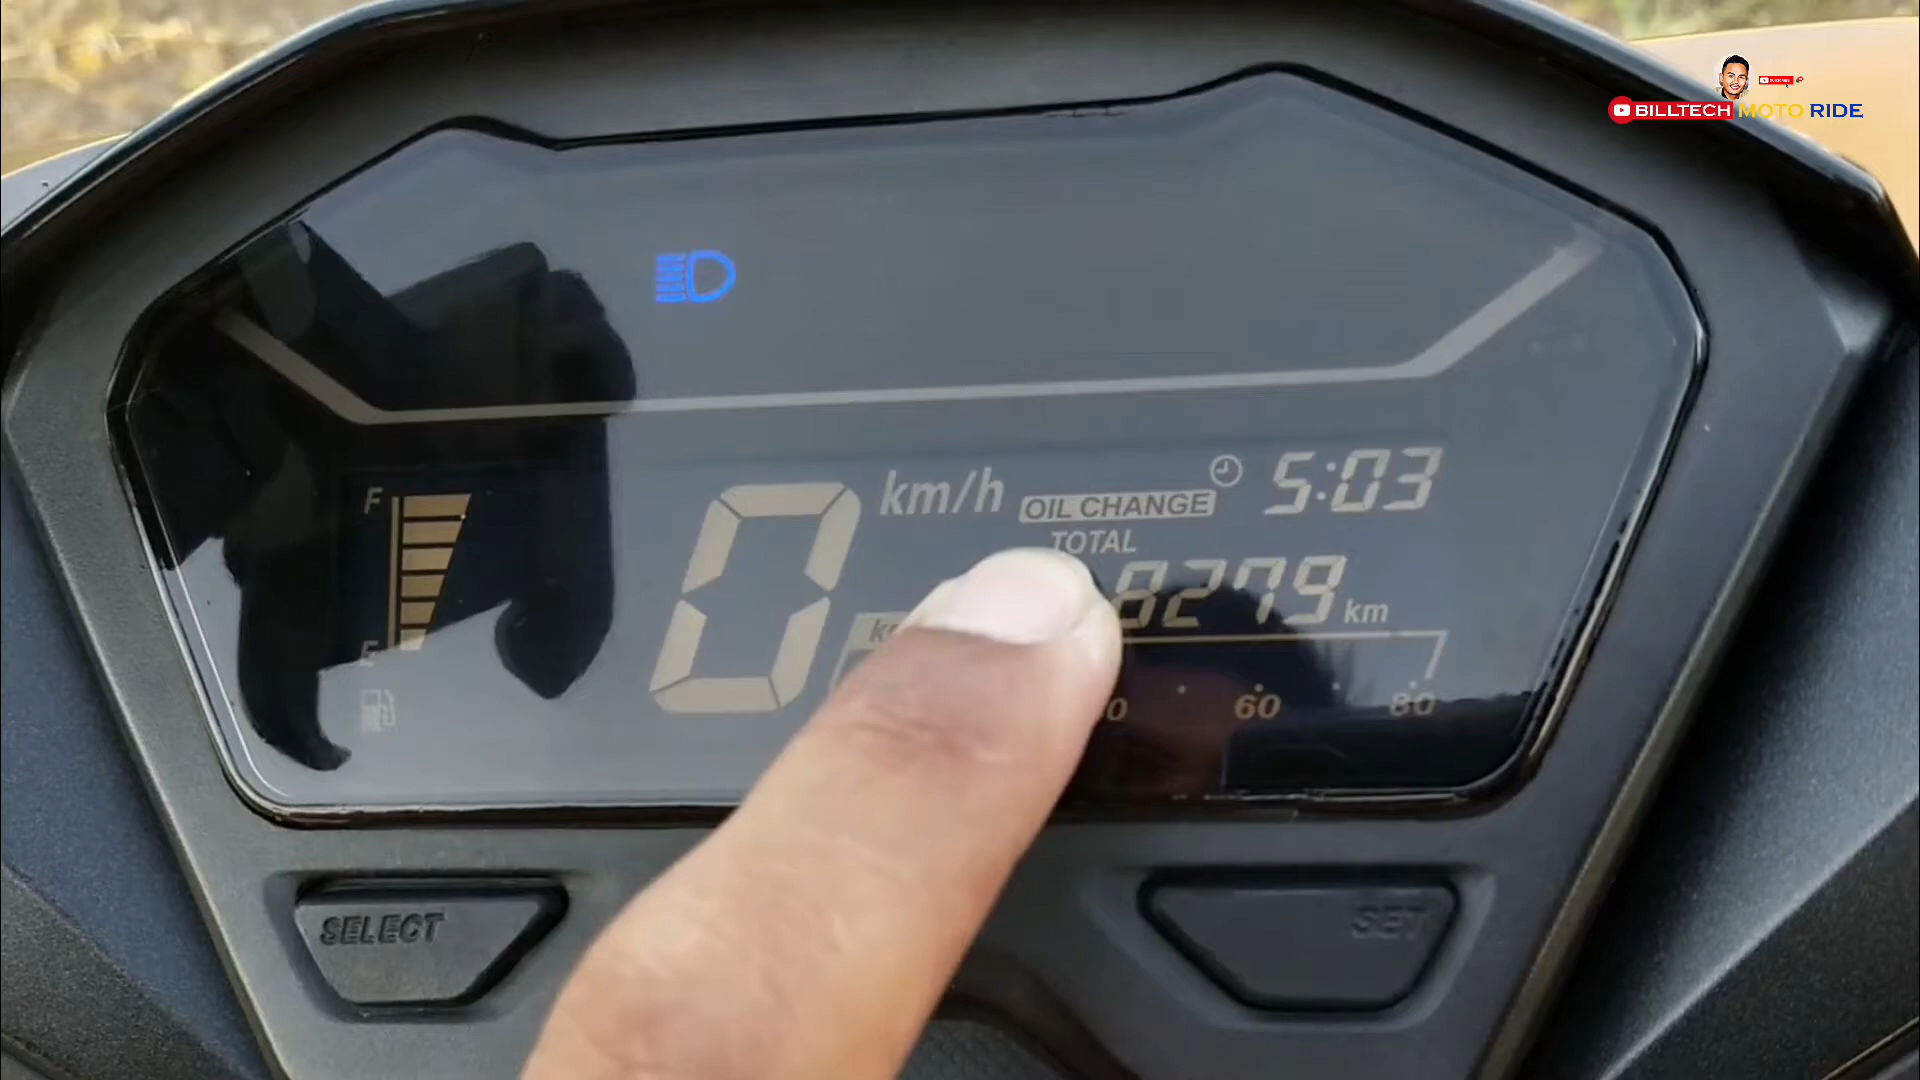 BILLTECH MOTO RIDE
F
km/h
OIL CHANGE
5:03
TOTAL
8279 km
E
60
80
SELECT
SET